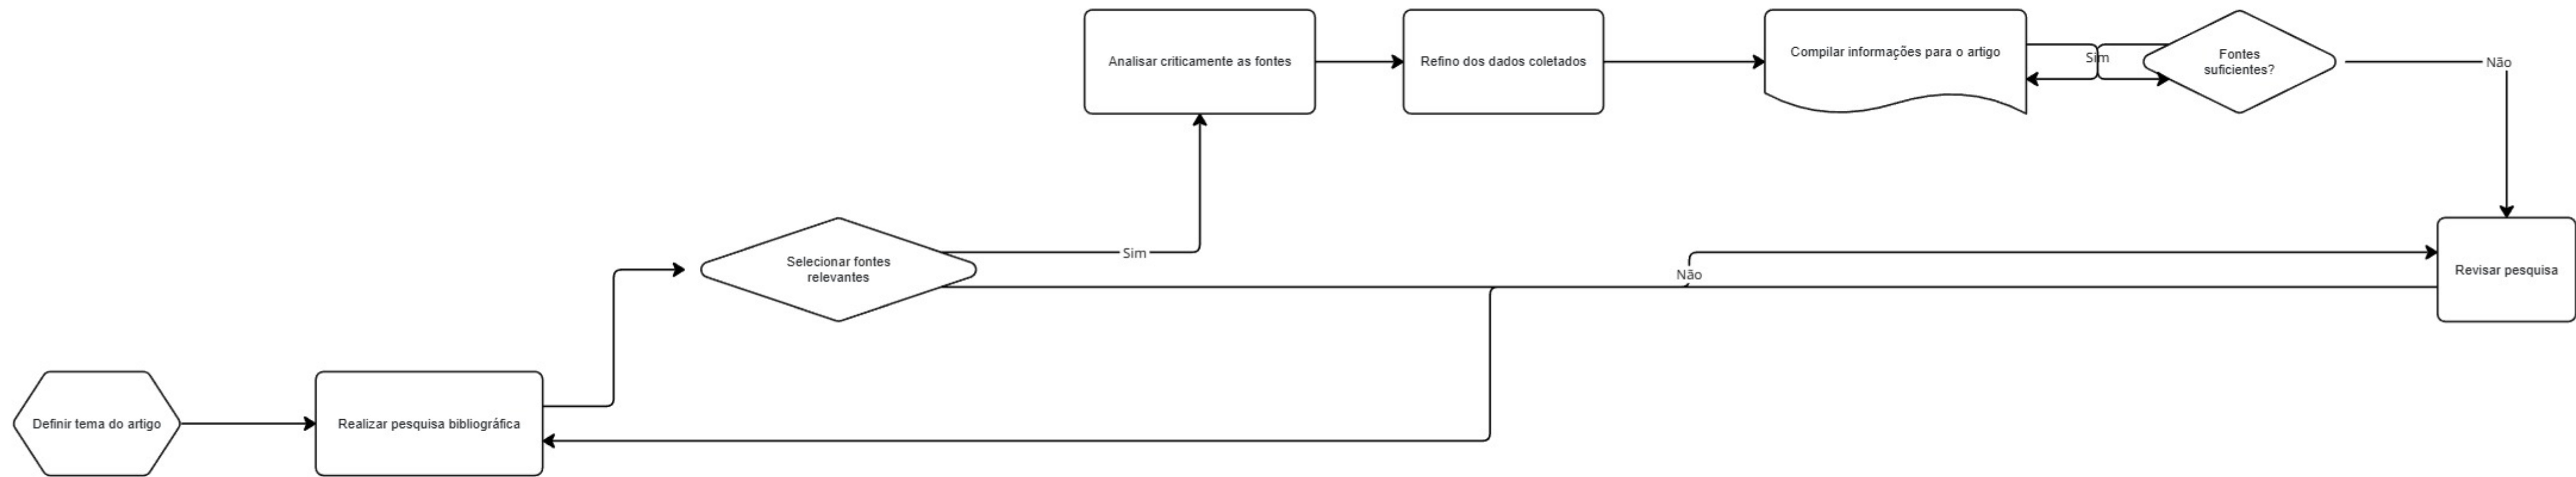 Analisar criticamente as fontes
Refino dos dados coletados
Compilar informações para o artigo
Sim
Fontes
suficientes?
Não
Selecionar fontes
relevantes
Sim
Não
Revisar pesquisa
Definir tema do artigo
Realizar pesquisa bibliográfica